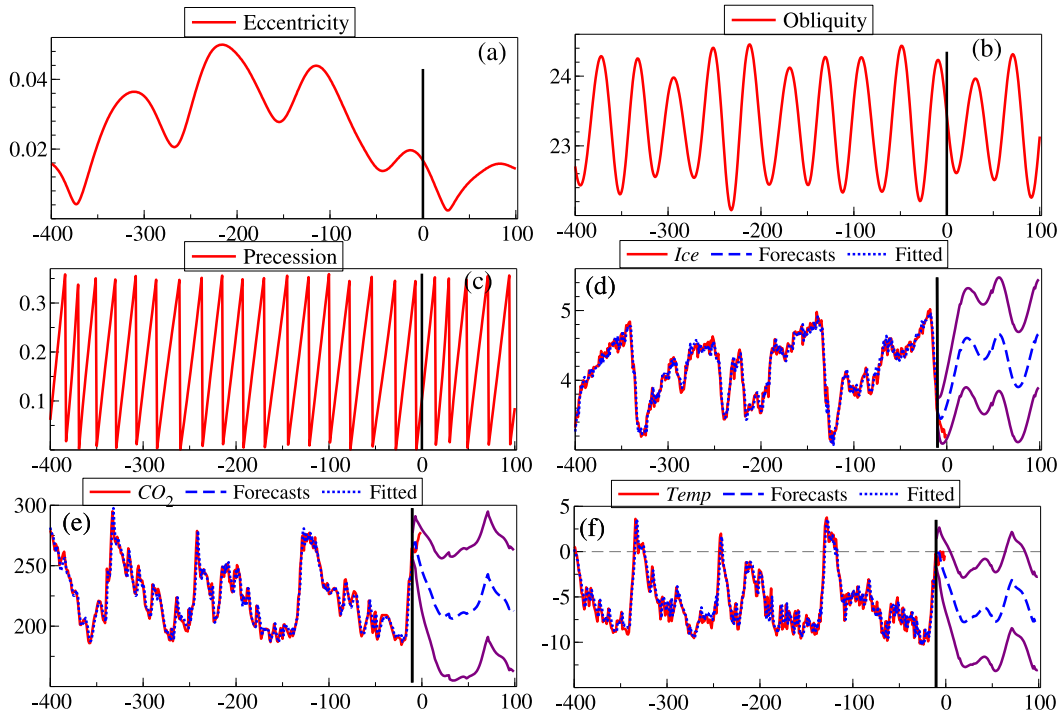 Eccentricity
Obliquity
(a)
(b)
0.04
0.02
24
23
-400 -300 -200 -100 0 100
-400 -300 -200 -100 0 100
Precession
Ice Forecasts Fitted
(c)
(d)
0.3
0.2
0.1
5
4
-400 -300 -200 -100 0 100
-400 -300 -200 -100 0 100
CO2 Forecasts Fitted
Temp Forecasts Fitted
(e)
(f)
300
250
200
5
0
-5
-10
-400 -300 -200 -100 0 100
-400 -300 -200 -100 0 100